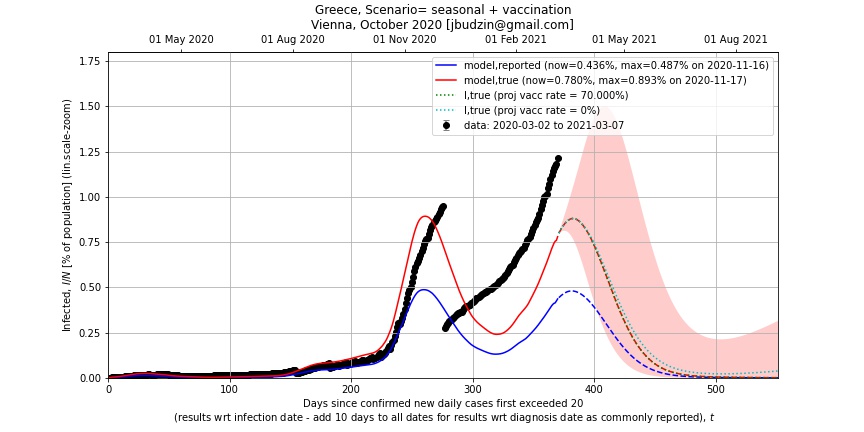 Greece, Scenario= seasonal + vaccination
Vienna, October 2020 [jbudzin@gmail.com]
01 May 2020 01 Aug 2020 01 Nov 2020 01 Feb 2021 01 May 2021 01 Aug 2021
model,reported (now=0.436%, max=0.487% on 2020-11-16)
model,true (now=0.780%, max=0.893% on 2020-11-17)
I,true (proj vacc rate = 70.000%)
I,true (proj vacc rate = 0%)
data: 2020-03-02 to 2021-03-07
Infected, I/N [% of population] (lin.scale-zoom)
1.75
1.50
1.25
1.00
0.75
0.50
0.25
0.00
0 100 200 300 400 500
Days since confirmed new daily cases first exceeded 20
(results wrt infection date - add 10 days to all dates for results wrt diagnosis date as commonly reported), t